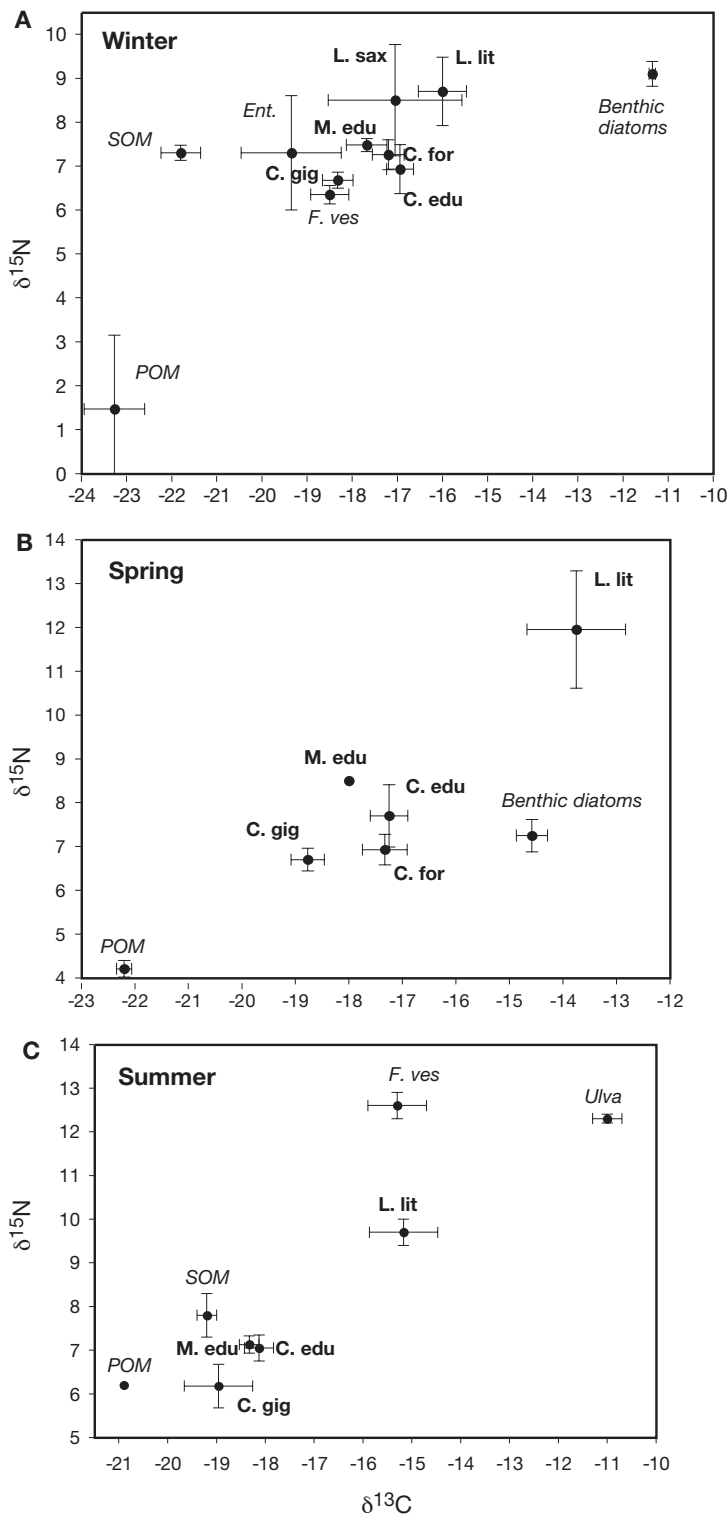 A
Winter
δ15N
10
9
8
7
6
5
4
3
2
1
0
L. sax
L. lit
Ent.
Benthic
diatoms
SOM
M. edu
C. for
C. gig
C. edu
F. ves
POM
-24 -23 -22 -21 -20 -19 -18 -17 -16 -15 -14 -13 -12 -11 -10
B
Spring
δ15N
14
13
12
11
10
9
8
7
6
5
4
L. lit
M. edu
C. edu
Benthic diatoms
C. gig
C. for
POM
-23 -22 -21 -20 -19 -18 -17 -16 -15 -14 -13 -12
C
Summer
δ15N
14
13
12
11
10
9
8
7
6
5
F. ves
Ulva
L. lit
SOM
M. edu
C. edu
POM
C. gig
-21 -20 -19 -18 -17 -16 -15 -14 -13 -12 -11 -10
δ13C